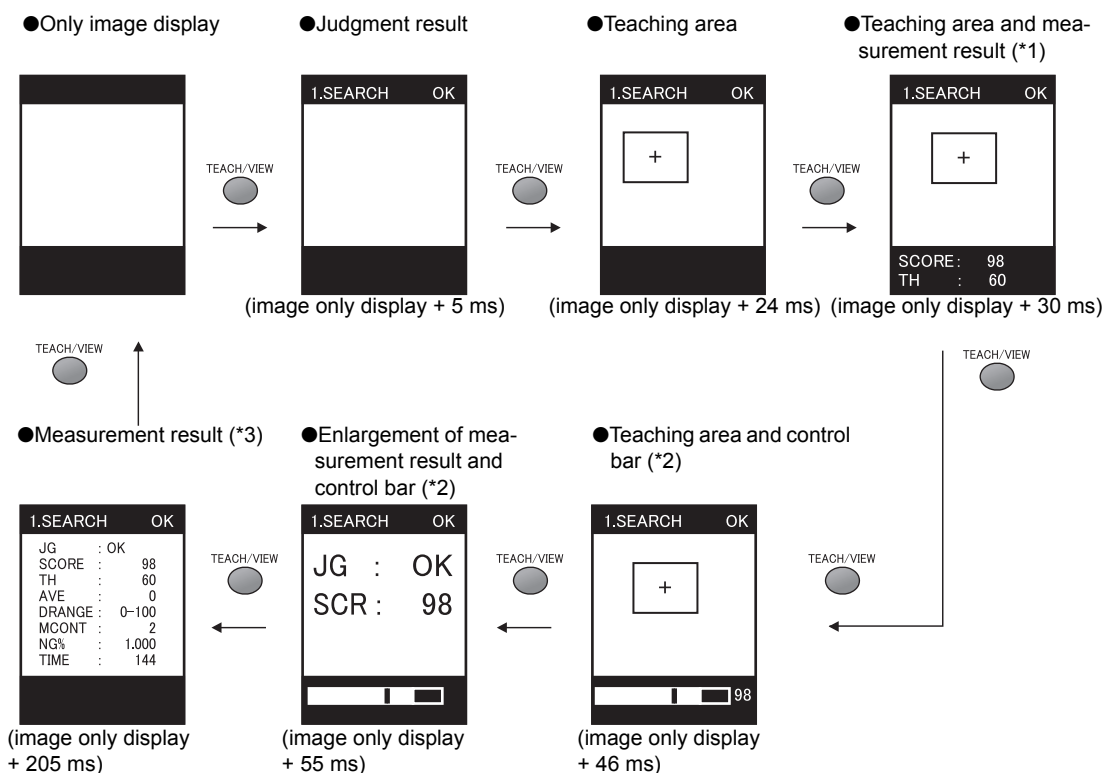 ●Only image display
●Judgment result
●Teaching area
●Teaching area and mea-
surement result (*1)
TEACH/VIEW
1.SEARCH OK
TEACH/VIEW
1.SEARCH OK
TEACH/VIEW
1.SEARCH OK
SCORE: 98
TH : 60
(image only display + 5 ms)
(image only display + 24 ms)
(image only display + 30 ms)
TEACH/VIEW
TEACH/VIEW
●Measurement result (*3)
●Enlargement of mea-
surement result and
control bar (*2)
●Teaching area and control
bar (*2)
1.SEARCH OK
JG : OK
SCORE : 98
TH : 60
AVE : 0
DRANGE : 0-100
MCONT : 2
NG% : 1.000
TIME : 144
TEACH/VIEW
1.SEARCH OK
JG : OK
SCR : 98
TEACH/VIEW
1.SEARCH OK
98
TEACH/VIEW
(image only display
+ 205 ms)
(image only display
+ 55 ms)
(image only display
+ 46 ms)